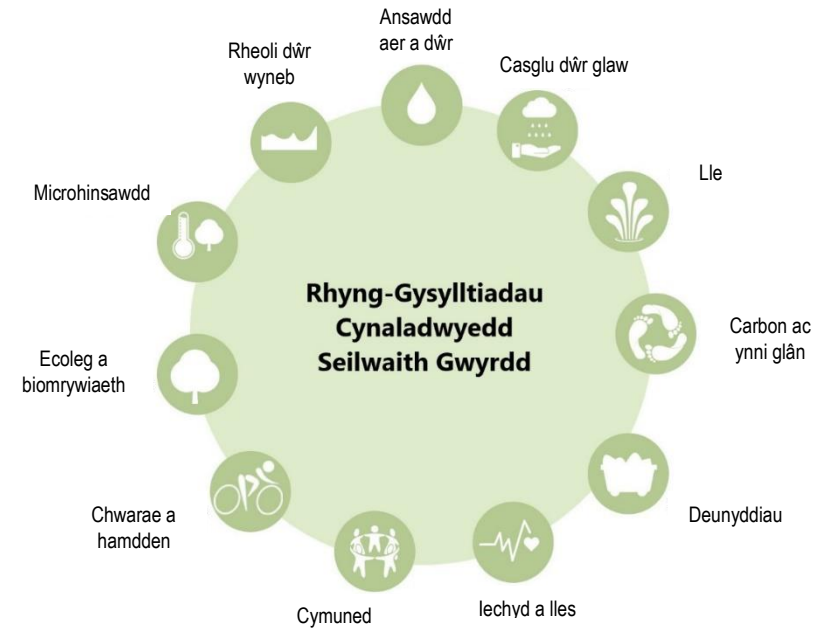 Ansawdd
aer a dŵr
Rheoli dŵr
wyneb
Casglu dŵr glaw
Lle
Microhinsawdd
Rhyng-Gysylltiadau
Cynaladwyedd
Seilwaith Gwyrdd
Carbon ac
ynni glân
Ecoleg a
biomrywiaeth
Chwarae a
hamdden
Deunyddiau
Cymuned
Iechyd a lles